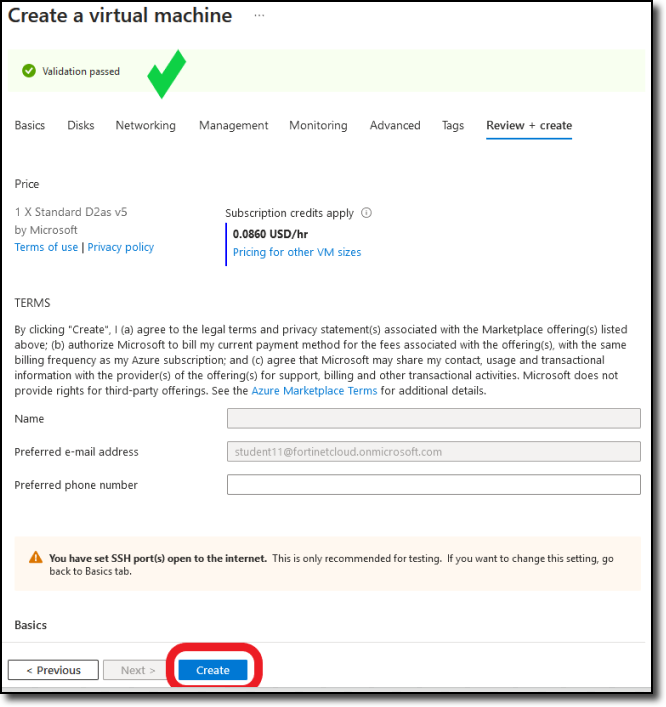 Create a virtual machine ...
Validation passed
Basics Disks Networking Management Monitoring Advanced Tags Review + create
Price
1 X Standard D2as v5
by Microsoft
Terms of use | Privacy policy
Subscription credits apply
0.0860 USD/hr
Pricing for other VM sizes
TERMS
By clicking "Create", I (a) agree to the legal terms and privacy statement(s) associated with the Marketplace offering(s) listed
above; (b) authorize Microsoft to bill my current payment method for the fees associated with the offering(s), with the same
billing frequency as my Azure subscription; and (c) agree that Microsoft may share my contact, usage and transactional
information with the provider(s) of the offering(s) for support, billing and other transactional activities. Microsoft does not
provide rights for third-party offerings. See the Azure Marketplace Terms for additional details.
Name
Preferred e-mail address student11@fortinetcloud.onmicrosoft.com
Preferred phone number
You have set SSH port(s) open to the internet. This is only recommended for testing. If you want to change this setting, go
back to Basics tab.
Basics
< Previous Next > Create